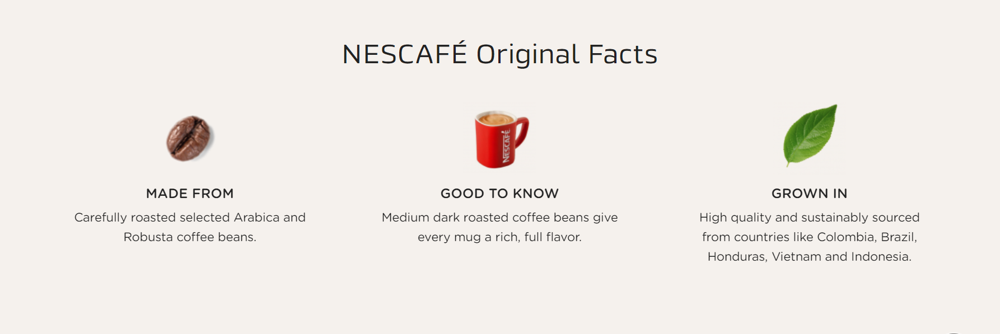 NESCAFÉ Original Facts
NESCAFÉ
MADE FROM
Carefully roasted selected Arabica and
Robusta coffee beans.
GOOD TO KNOW
Medium dark roasted coffee beans give
every mug a rich, full flavor.
GROWN IN
High quality and sustainably sourced
from countries like Colombia, Brazil,
Honduras, Vietnam and Indonesia.